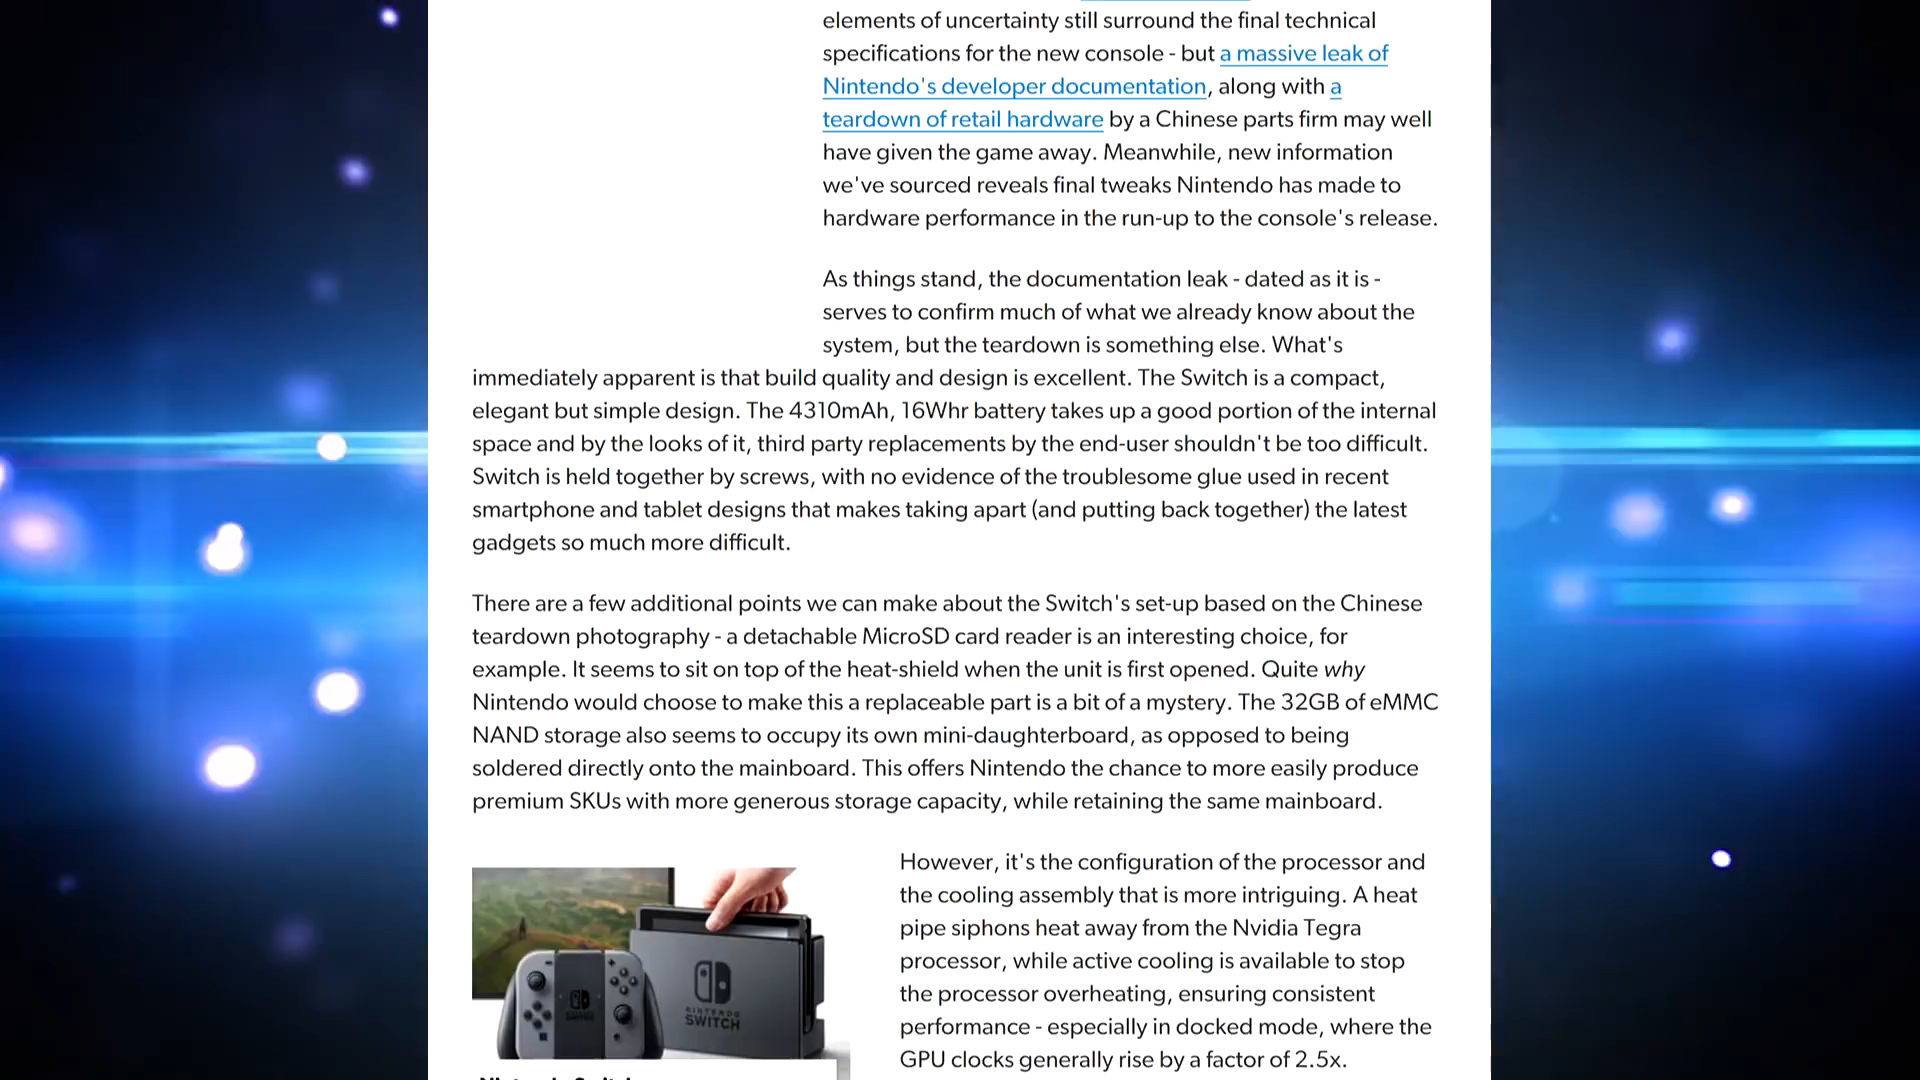 elements of uncertainty still surround the final technical
specifications for the new console - but a massive leak of
Nintendo's developer documentation, along with a
teardown of retail hardware by a Chinese parts firm may well
have given the game away. Meanwhile, new information
we've sourced reveals final tweaks Nintendo has made to
hardware performance in the run-up to the console's release.
As things stand, the documentation leak - dated as it is -
serves to confirm much of what we already know about the
system, but the teardown is something else. What's
immediately apparent is that build quality and design is excellent. The Switch is a compact,
elegant but simple design. The 4310mAh, 16Whr battery takes up a good portion of the internal
space and by the looks of it, third party replacements by the end-user shouldn't be too difficult.
Switch is held together by screws, with no evidence of the troublesome glue used in recent
smartphone and tablet designs that makes taking apart (and putting back together) the latest
gadgets so much more difficult.
There are a few additional points we can make about the Switch's set-up based on the Chinese
teardown photography - a detachable MicroSD card reader is an interesting choice, for
example. It seems to sit on top of the heat-shield when the unit is first opened. Quite why
Nintendo would choose to make this a replaceable part is a bit of a mystery. The 32GB of eMMC
NAND storage also seems to occupy its own mini-daughterboard, as opposed to being
soldered directly onto the mainboard. This offers Nintendo the chance to more easily produce
premium SKUs with more generous storage capacity, while retaining the same mainboard.
However, it's the configuration of the processor and
the cooling assembly that is more intriguing. A heat
pipe siphons heat away from the Nvidia Tegra
processor, while active cooling is available to stop
the processor overheating, ensuring consistent
performance - especially in docked mode, where the
GPU clocks generally rise by a factor of 2.5x.
NINTENDO
SWITCH